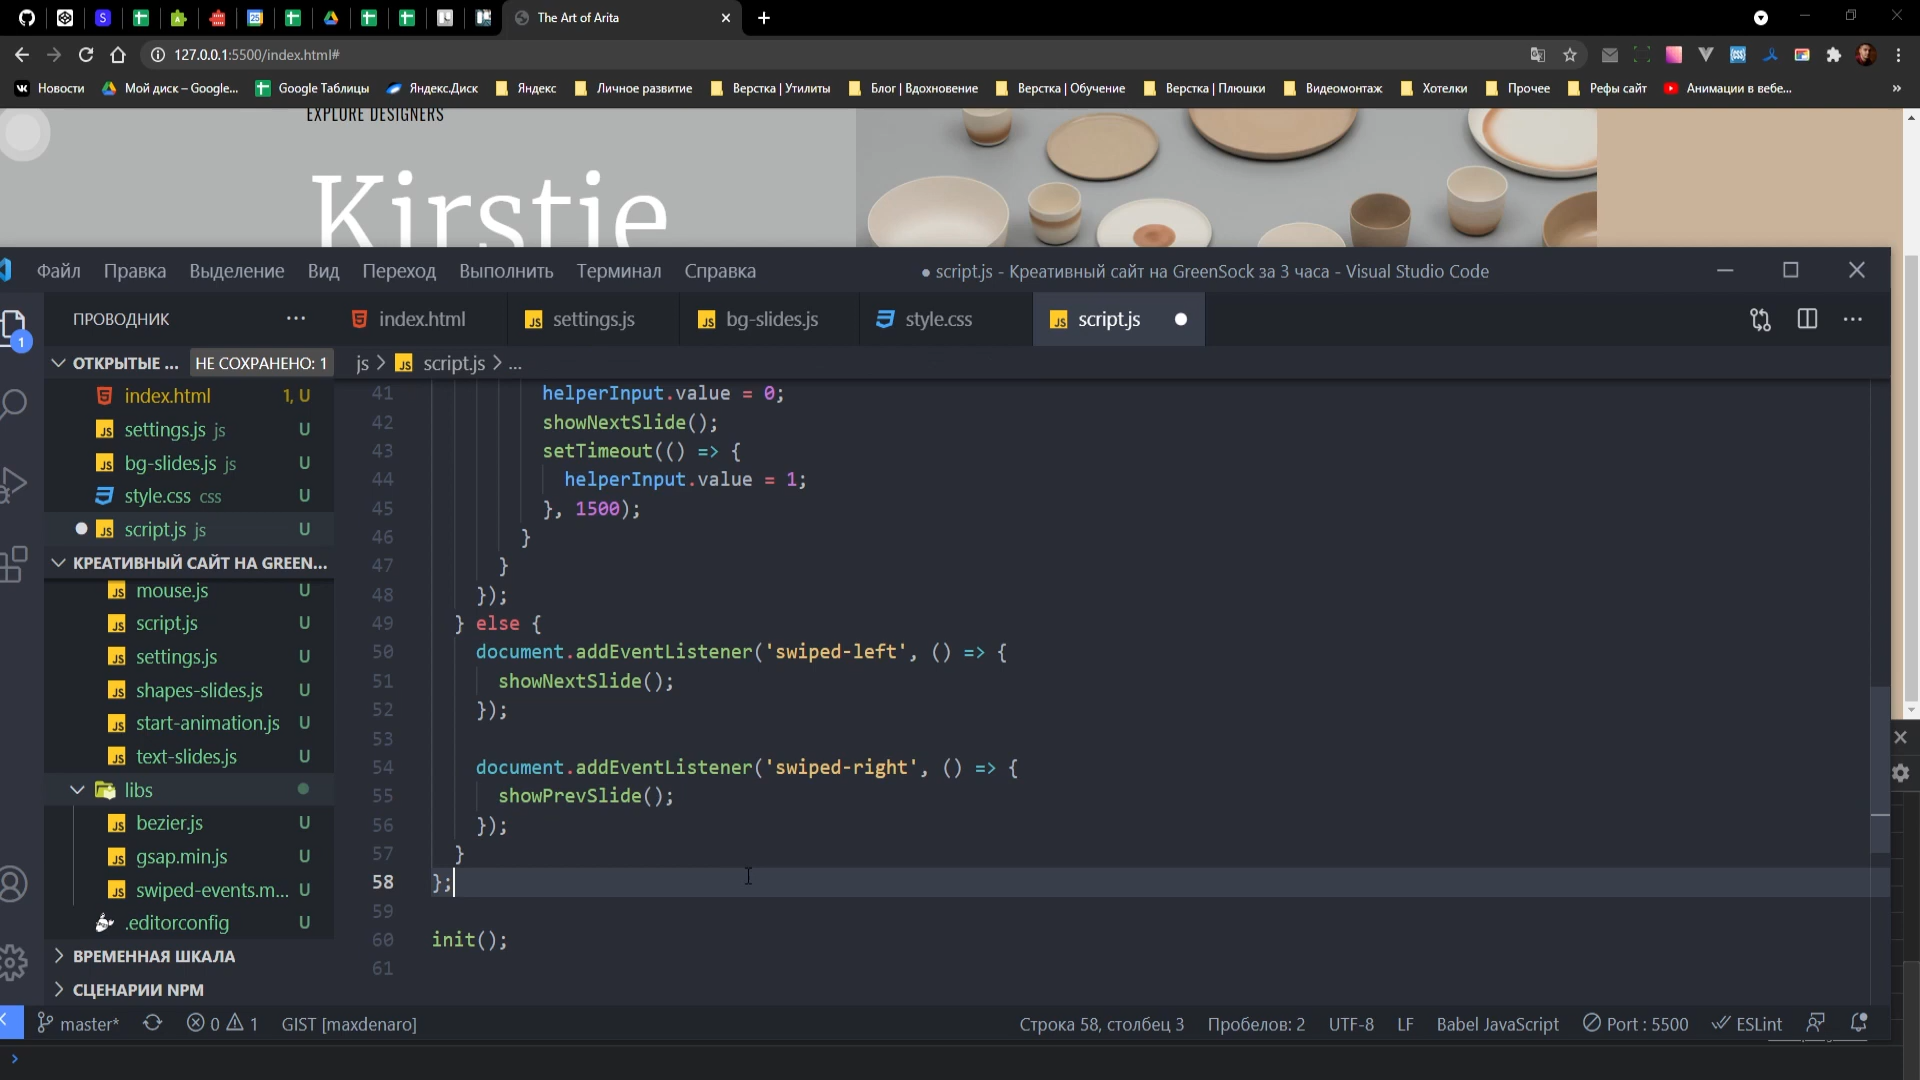 The Art of Arita
127.0.0.1:5500/index.html#
Новости
Мой диск – Google...
Google Таблицы
Яндекс.Диск
Яндекс
Личное развитие
Верстка | Утилиты
Блог | Вдохновение
Верстка | Обучение
Верстка | Плюшки
Видеомонтаж
Хотелки
Прочее
Рефы сайт
Анимации в вебе...
EXPLORE DESIGNERS
Kirstie
Файл Правка Выделение Вид Переход Выполнить Терминал Справка
● script.js - Креативный сайт на GreenSock за 3 часа - Visual Studio Code
ПРОВОДНИК
index.html
settings.js
bg-slides.js
style.css
script.js
ОТКРЫТЫЕ ... НЕ СОХРАНЕНО: 1
js > script.js > ...
index.html 1, U
settings.js js U
bg-slides.js js U
style.css css U
script.js js U
КРЕАТИВНЫЙ САЙТ НА GREEN...
mouse.js U
script.js U
settings.js U
shapes-slides.js U
start-animation.js U
text-slides.js U
libs
bezier.js U
gsap.min.js U
swiped-events.m... U
.editorconfig U
ВРЕМЕННАЯ ШКАЛА
СЦЕНАРИИ NPM
41 helperInput.value = 0;
42 showNextSlide();
43 setTimeout(() => {
44 helperInput.value = 1;
45 }, 1500);
46 }
47 }
48 });
49 } else {
50 document.addEventListener('swiped-left', () => {
51 showNextSlide();
52 });
53
54 document.addEventListener('swiped-right', () => {
55 showPrevSlide();
56 });
57 }
58 };
59
60 init();
61
1
master* 0 1 GIST [maxdenaro]
Строка 58, столбец 3 Пробелов: 2 UTF-8 LF Babel JavaScript Port : 5500 ESLint